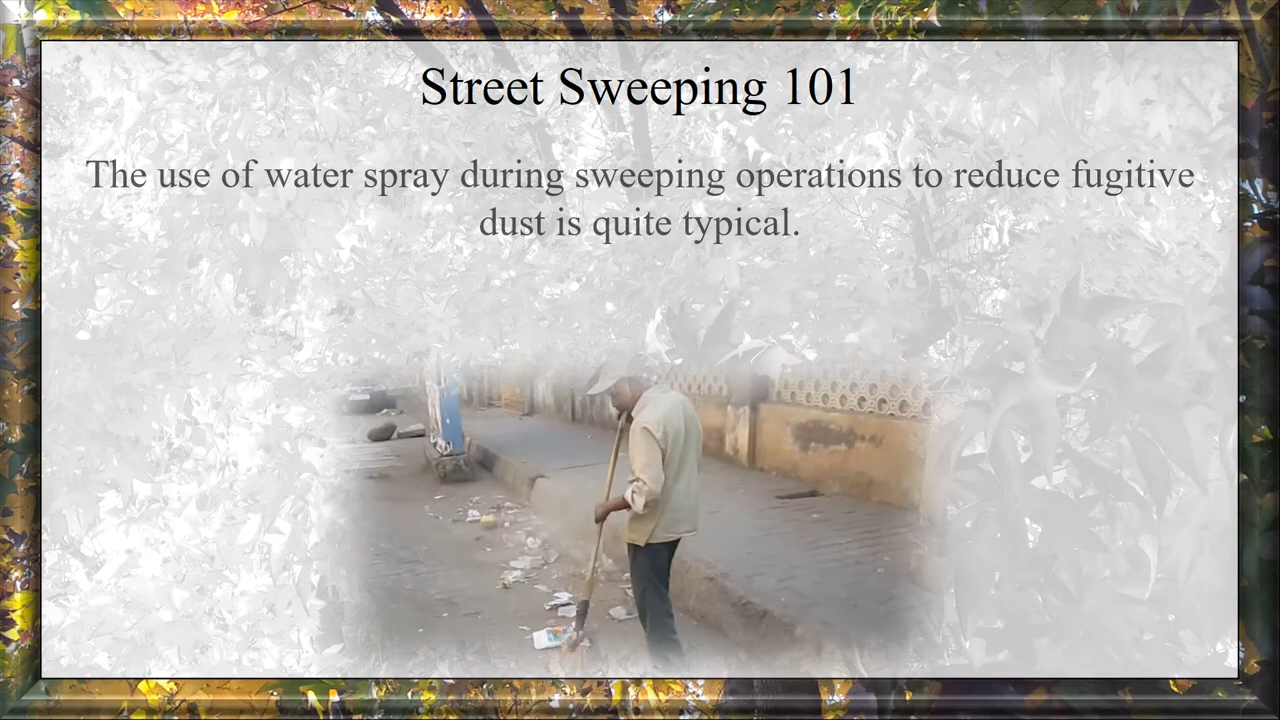 Street Sweeping 101
The use of water spray during sweeping operations to reduce fugitive
dust is quite typical.